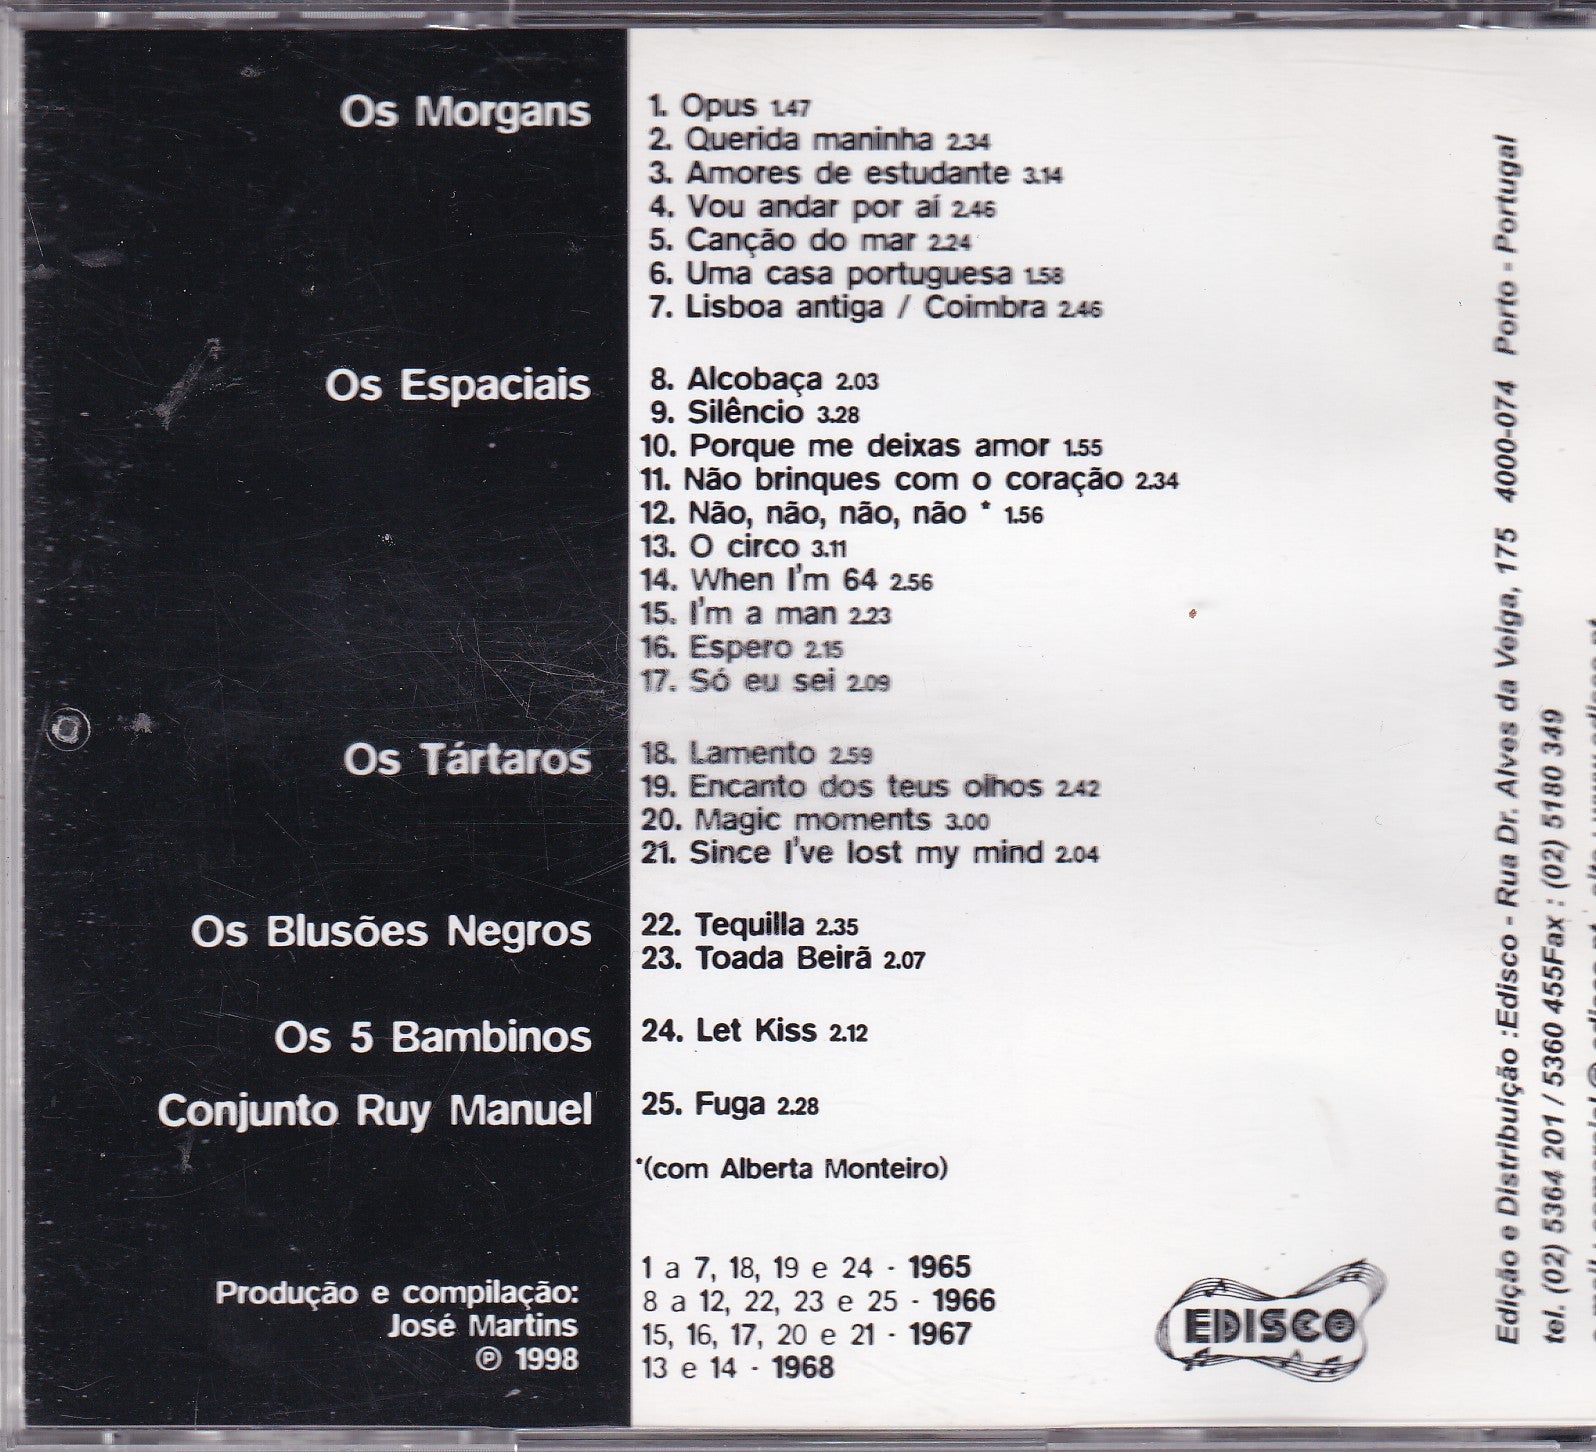 Os Morgans
1. Opus 1.47
2. Querida maninha 2.34
3. Amores de estudante 3.14
4. Vou andar por aí 2.46
5. Canção do mar 2.24
6. Uma casa portuguesa 1.58
7. Lisboa antiga / Coimbra 2.46
Os Espaciais
8. Alcobaça 2.03
9. Silêncio 3.28
10. Porque me deixas amor 1.55
11. Não brinques com o coração 2.34
12. Não, não, não, não * 1.56
13. O circo 3.11
14. When I'm 64 2.56
15. I'm a man 2.23
16. Espero 2.15
17. Só eu sei 2.09
Os Tártaros
18. Lamento 2.59
19. Encanto dos teus olhos 2.42
20. Magic moments 3.00
21. Since I've lost my mind 2.04
Os Blusões Negros
22. Tequilla 2.35
23. Toada Beirã 2.07
Os 5 Bambinos
24. Let Kiss 2.12
Conjunto Ruy Manuel
25. Fuga 2.28
*(com Alberta Monteiro)
Produção e compilação:
José Martins
℗ 1998
1 a 7, 18, 19 e 24 - 1965
8 a 12, 22, 23 e 25 - 1966
15, 16, 17, 20 e 21 - 1967
13 e 14 - 1968
EDISCO
Edição e Distribuição :Edisco - Rua Dr. Alves da Veiga, 175 4000-074 Porto - Portugal
tel. (02) 5364 201 / 5360 455Fax : (02) 5180 349